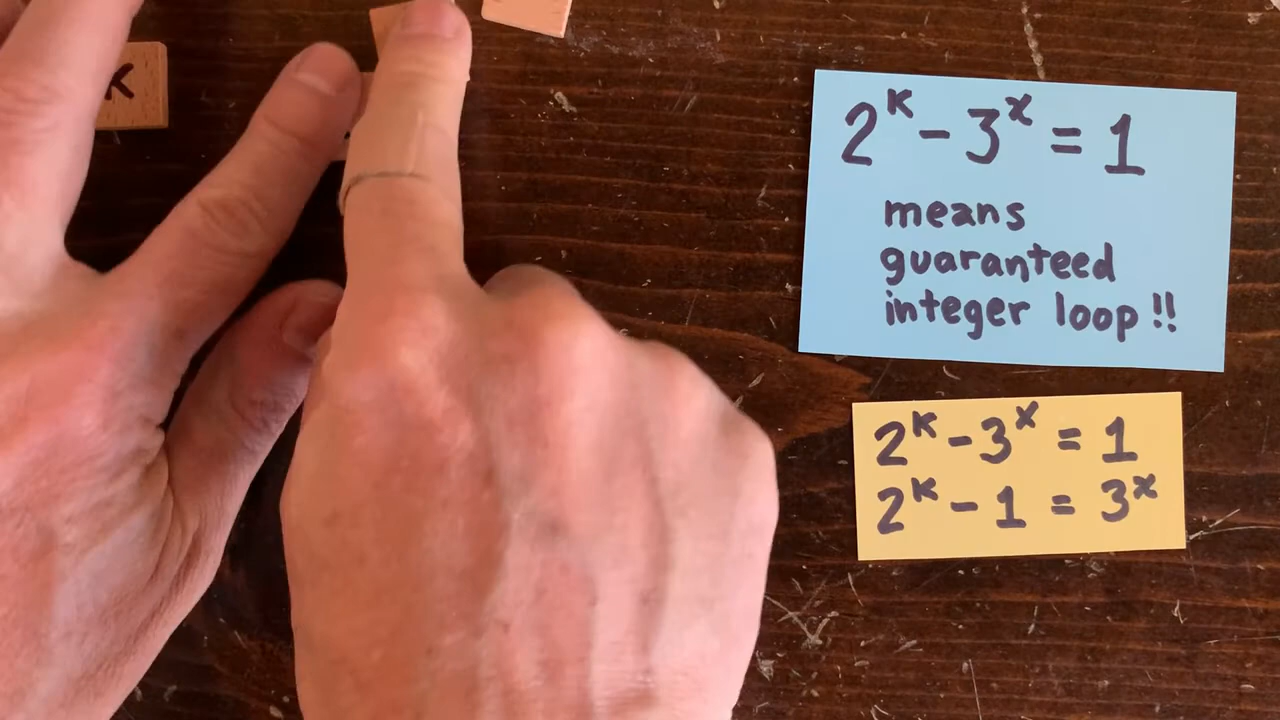 K
2^K - 3^x = 1
means
guaranteed
integer loop !!
2^K - 3^x = 1
2^K - 1 = 3^x